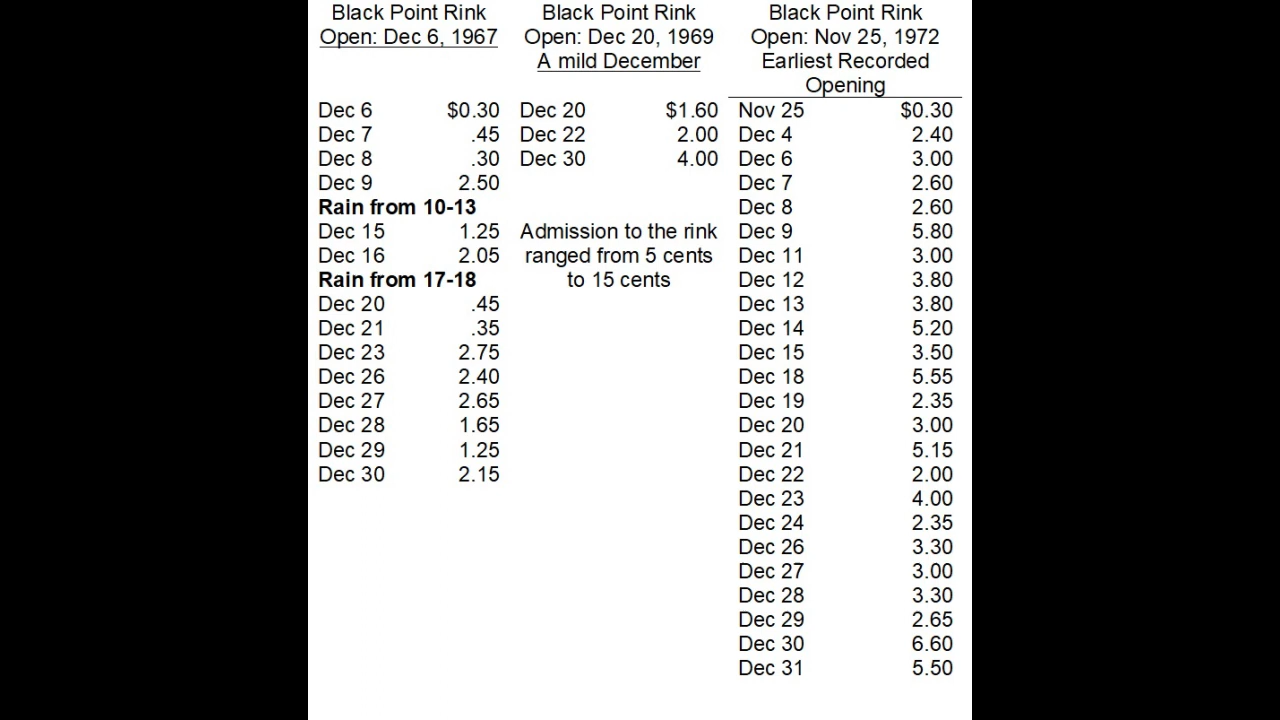 Black Point Rink
Open: Dec 6, 1967
Dec 6 $0.30
Dec 7 .45
Dec 8 .30
Dec 9 2.50
Rain from 10-13
Dec 15 1.25
Dec 16 2.05
Rain from 17-18
Dec 20 .45
Dec 21 .35
Dec 23 2.75
Dec 26 2.40
Dec 27 2.65
Dec 28 1.65
Dec 29 1.25
Dec 30 2.15
Black Point Rink
Open: Dec 20, 1969
A mild December
Dec 20 $1.60
Dec 22 2.00
Dec 30 4.00
Admission to the rink
ranged from 5 cents
to 15 cents
Black Point Rink
Open: Nov 25, 1972
Earliest Recorded
Opening
Nov 25 $0.30
Dec 4 2.40
Dec 6 3.00
Dec 7 2.60
Dec 8 2.60
Dec 9 5.80
Dec 11 3.00
Dec 12 3.80
Dec 13 3.80
Dec 14 5.20
Dec 15 3.50
Dec 18 5.55
Dec 19 2.35
Dec 20 3.00
Dec 21 5.15
Dec 22 2.00
Dec 23 4.00
Dec 24 2.35
Dec 26 3.30
Dec 27 3.00
Dec 28 3.30
Dec 29 2.65
Dec 30 6.60
Dec 31 5.50